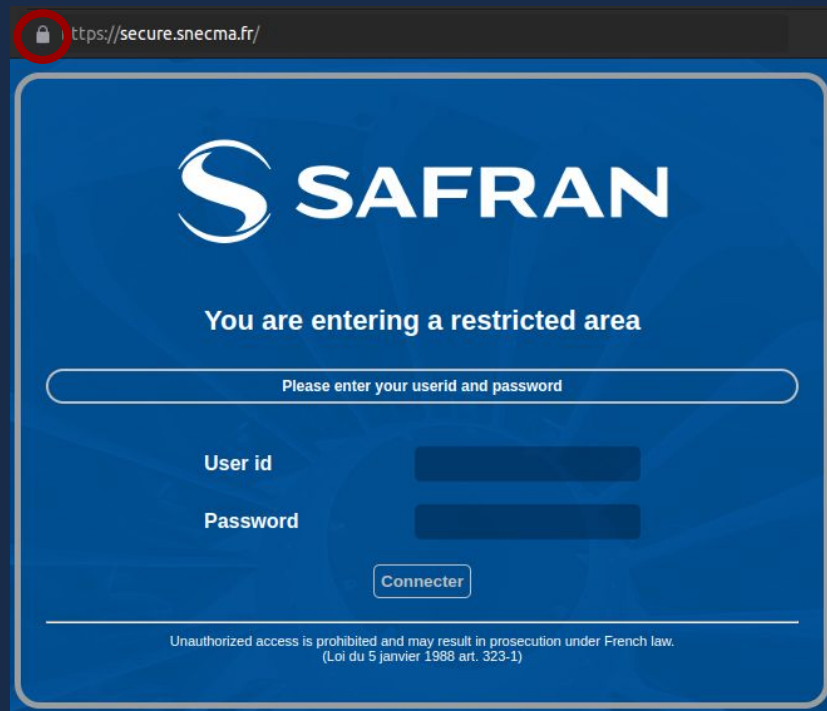 https://secure.snecma.fr/
SAFRAN
You are entering a restricted area
Please enter your userid and password
User id
Password
Connecter
Unauthorized access is prohibited and may result in prosecution under French law.
(Loi du 5 janvier 1988 art. 323-1)